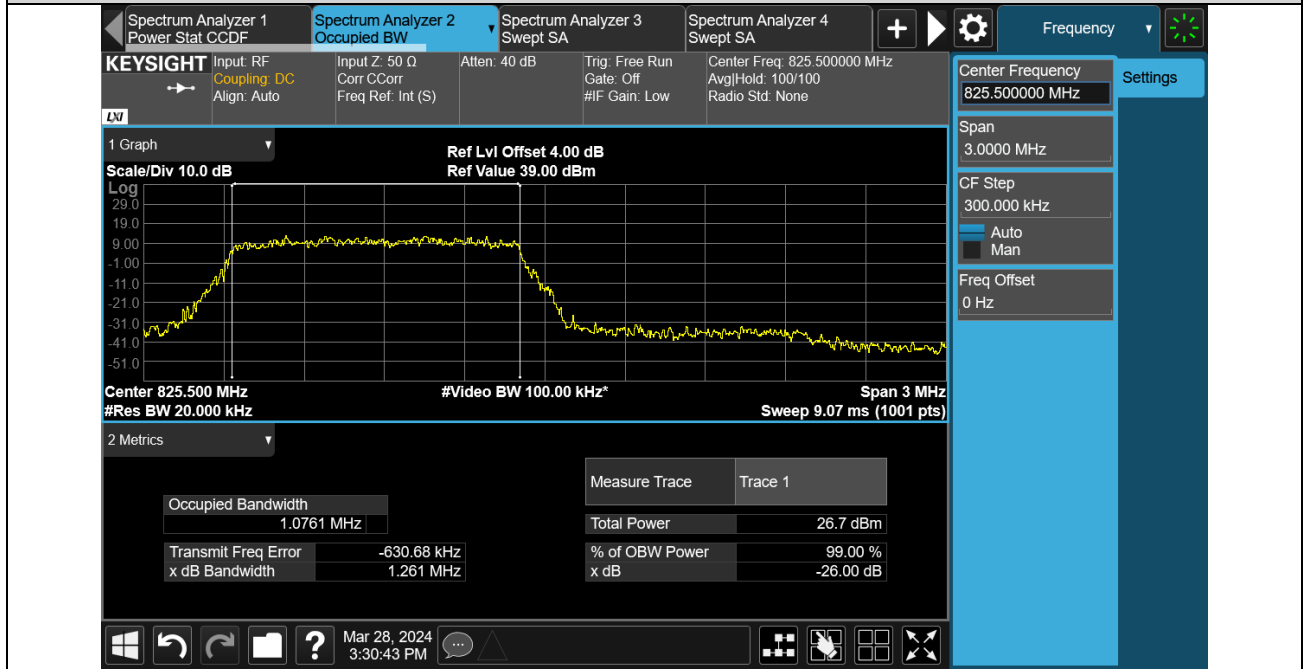 Spectrum Analyzer 1
Power Stat CCDF
Spectrum Analyzer 2
Occupied BW
Spectrum Analyzer 3
Swept SA
Spectrum Analyzer 4
Swept SA
+
Frequency
KEYSIGHT
LXI
Input: RF
Coupling: DC
Align: Auto
Input Z: 50 Ω
Corr CCorr
Freq Ref: Int (S)
Atten: 40 dB
Trig: Free Run
Gate: Off
#IF Gain: Low
Center Freq: 825.500000 MHz
Avg|Hold: 100/100
Radio Std: None
Center Frequency
825.500000 MHz
Settings
Span
3.0000 MHz
CF Step
300.000 kHz
Auto
Man
Freq Offset
0 Hz
1 Graph
Scale/Div 10.0 dB
Ref Lvl Offset 4.00 dB
Ref Value 39.00 dBm
Log
29.0
19.0
9.00
-1.00
-11.0
-21.0
-31.0
-41.0
-51.0
Center 825.500 MHz
#Video BW 100.00 kHz*
Span 3 MHz
#Res BW 20.000 kHz
Sweep 9.07 ms (1001 pts)
2 Metrics
Measure Trace Trace 1
Occupied Bandwidth
1.0761 MHz
Total Power 26.7 dBm
Transmit Freq Error -630.68 kHz
% of OBW Power 99.00 %
x dB Bandwidth 1.261 MHz
x dB -26.00 dB
?
Mar 28, 2024
3:30:43 PM